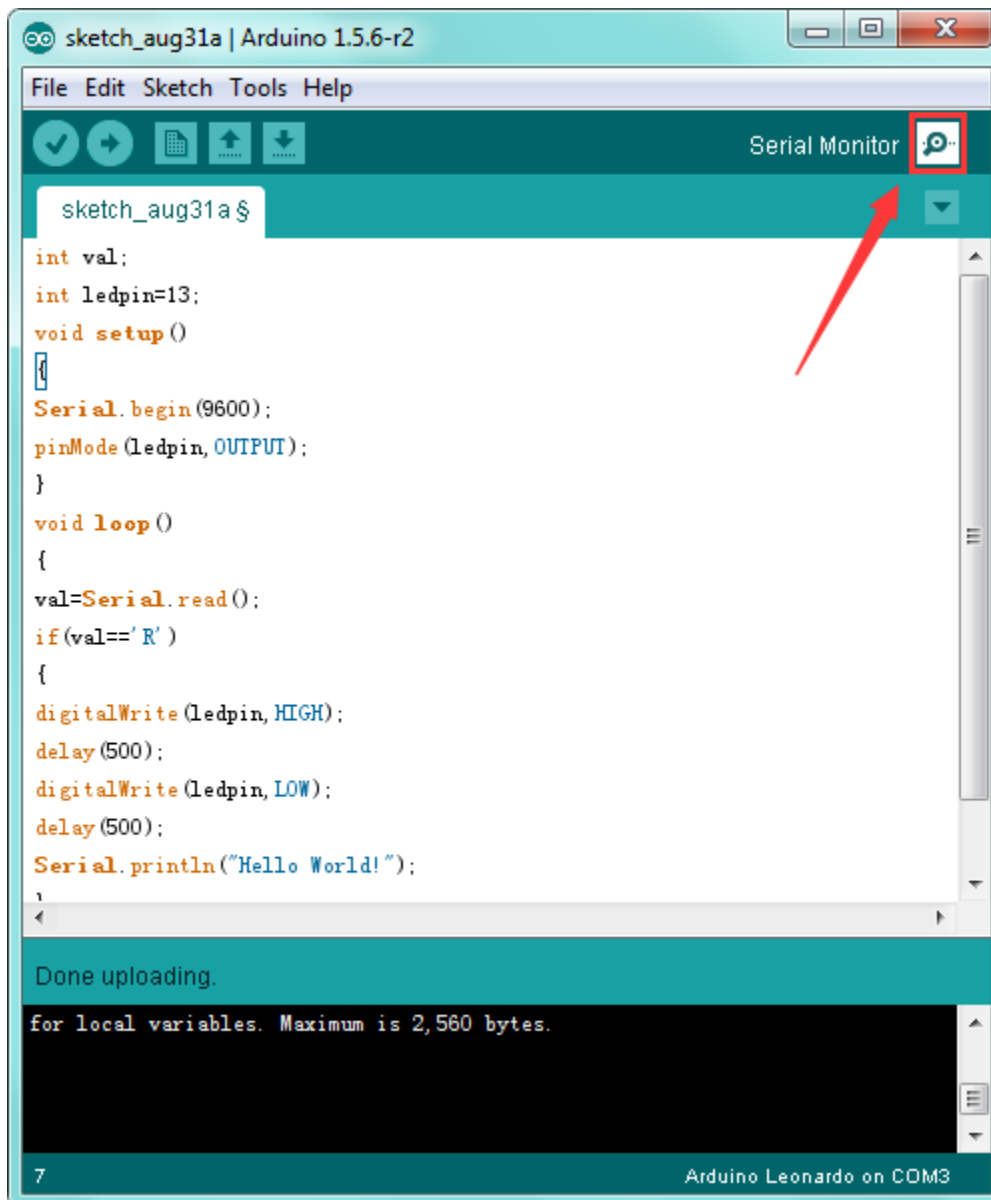 sketch_aug31a | Arduino 1.5.6-r2
File Edit Sketch Tools Help
Serial Monitor
sketch_aug31a §
int val;
int ledpin=13;
void setup()
{
Serial.begin(9600);
pinMode(ledpin,OUTPUT);
}
void loop()
{
val=Serial.read();
if(val=='R')
{
digitalWrite(ledpin,HIGH);
delay(500);
digitalWrite(ledpin,LOW);
delay(500);
Serial.println("Hello World!");
Done uploading.
for local variables. Maximum is 2,560 bytes.
7 Arduino Leonardo on COM3